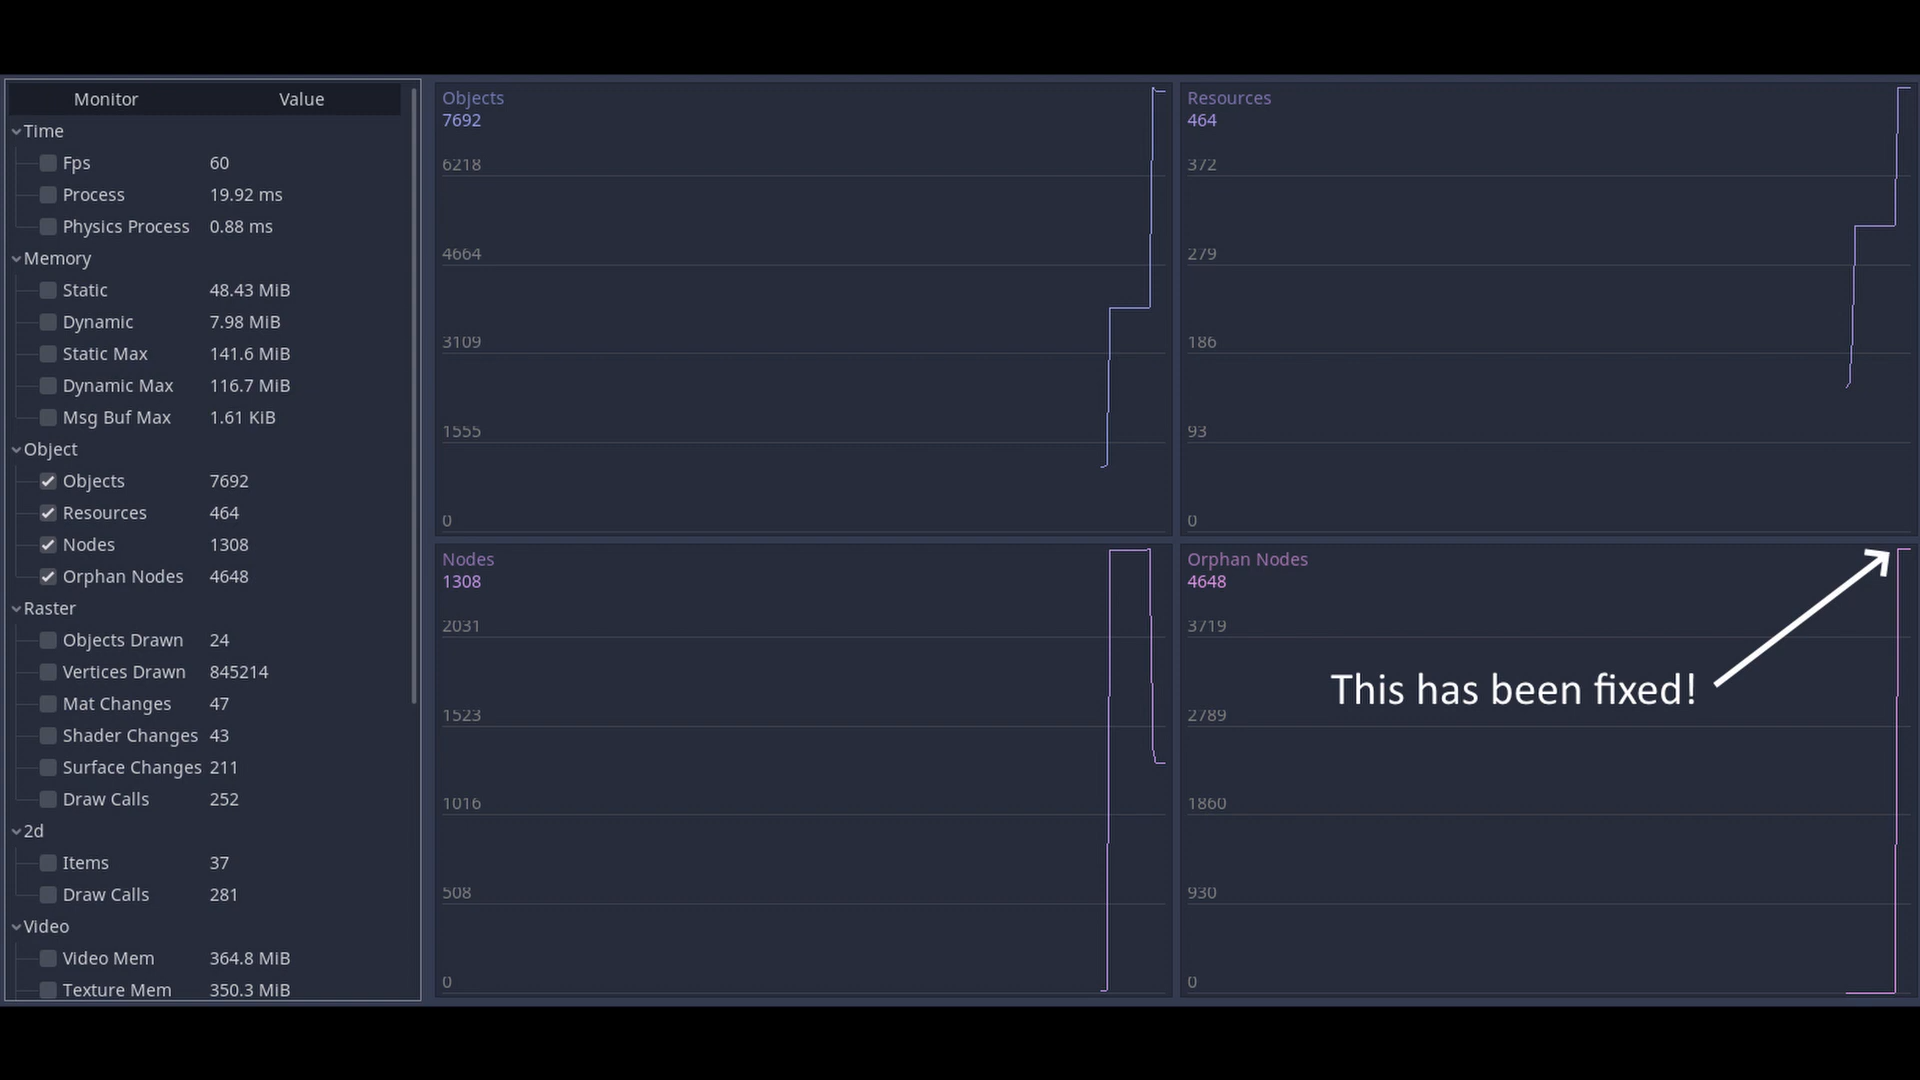 Monitor Value
Time
Fps 60
Process 19.92 ms
Physics Process 0.88 ms
Memory
Static 48.43 MiB
Dynamic 7.98 MiB
Static Max 141.6 MiB
Dynamic Max 116.7 MiB
Msg Buf Max 1.61 KiB
Object
Objects 7692
Resources 464
Nodes 1308
Orphan Nodes 4648
Raster
Objects Drawn 24
Vertices Drawn 845214
Mat Changes 47
Shader Changes 43
Surface Changes 211
Draw Calls 252
2d
Items 37
Draw Calls 281
Video
Video Mem 364.8 MiB
Texture Mem 350.3 MiB
Objects
7692
6218
4664
3109
1555
0
Resources
464
372
279
186
93
0
Nodes
1308
2031
1523
1016
508
0
Orphan Nodes
4648
3719
This has been fixed!
2789
1860
930
0